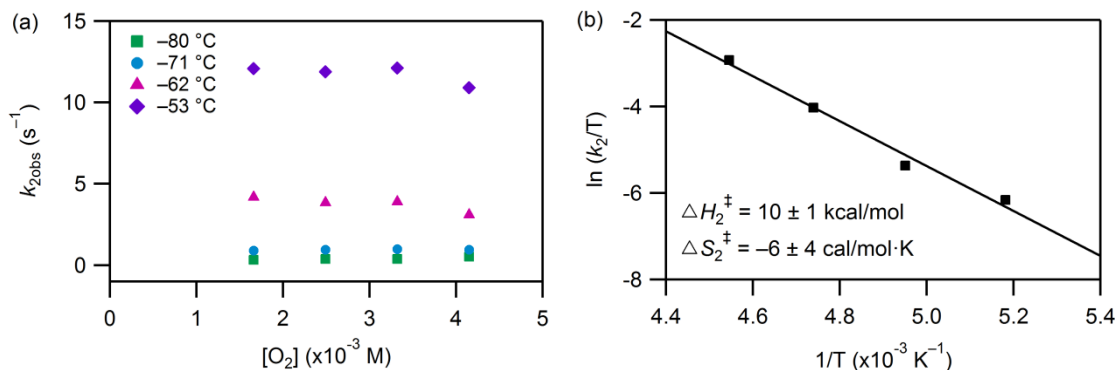 (a)
15
10
5
0
k2obs (s⁻¹)
–80 °C
–71 °C
–62 °C
–53 °C
0 1 2 3 4 5
[O₂] (x10⁻³ M)
(b)
-2
-4
-6
-8
ln (k₂/T)
△H₂‡ = 10 ± 1 kcal/mol
△S₂‡ = –6 ± 4 cal/mol·K
4.4 4.6 4.8 5.0 5.2 5.4
1/T (x10⁻³ K⁻¹)